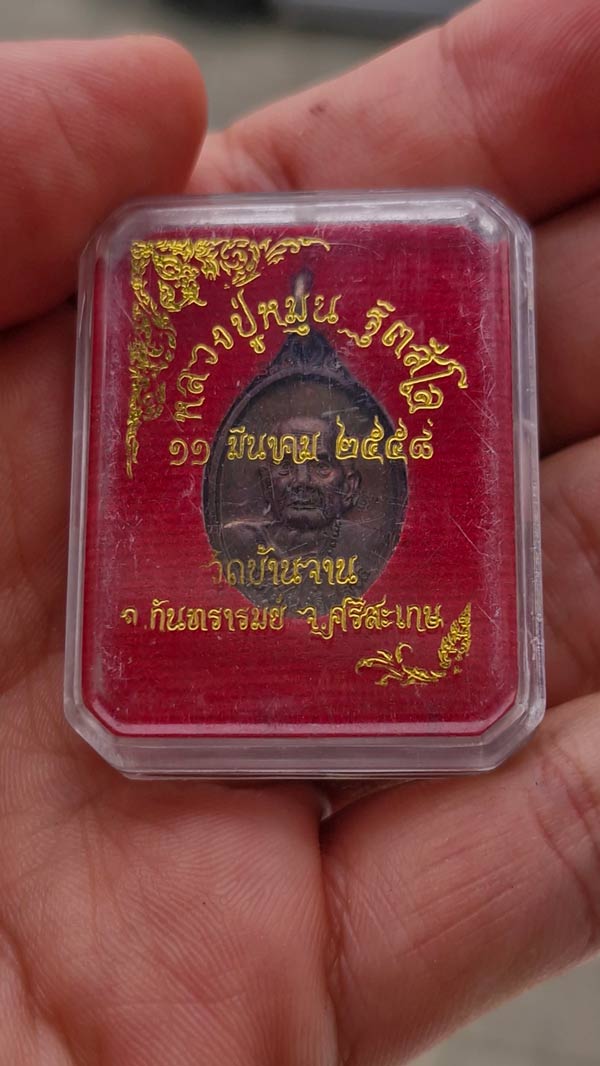 หลวงปู่หมุน ฐิตสีโล
๑๑ มีนาคม ๒๕๕๘
วัดบ้านจาน
อ.กันทรารมย์ จ.ศรีสะเกษ